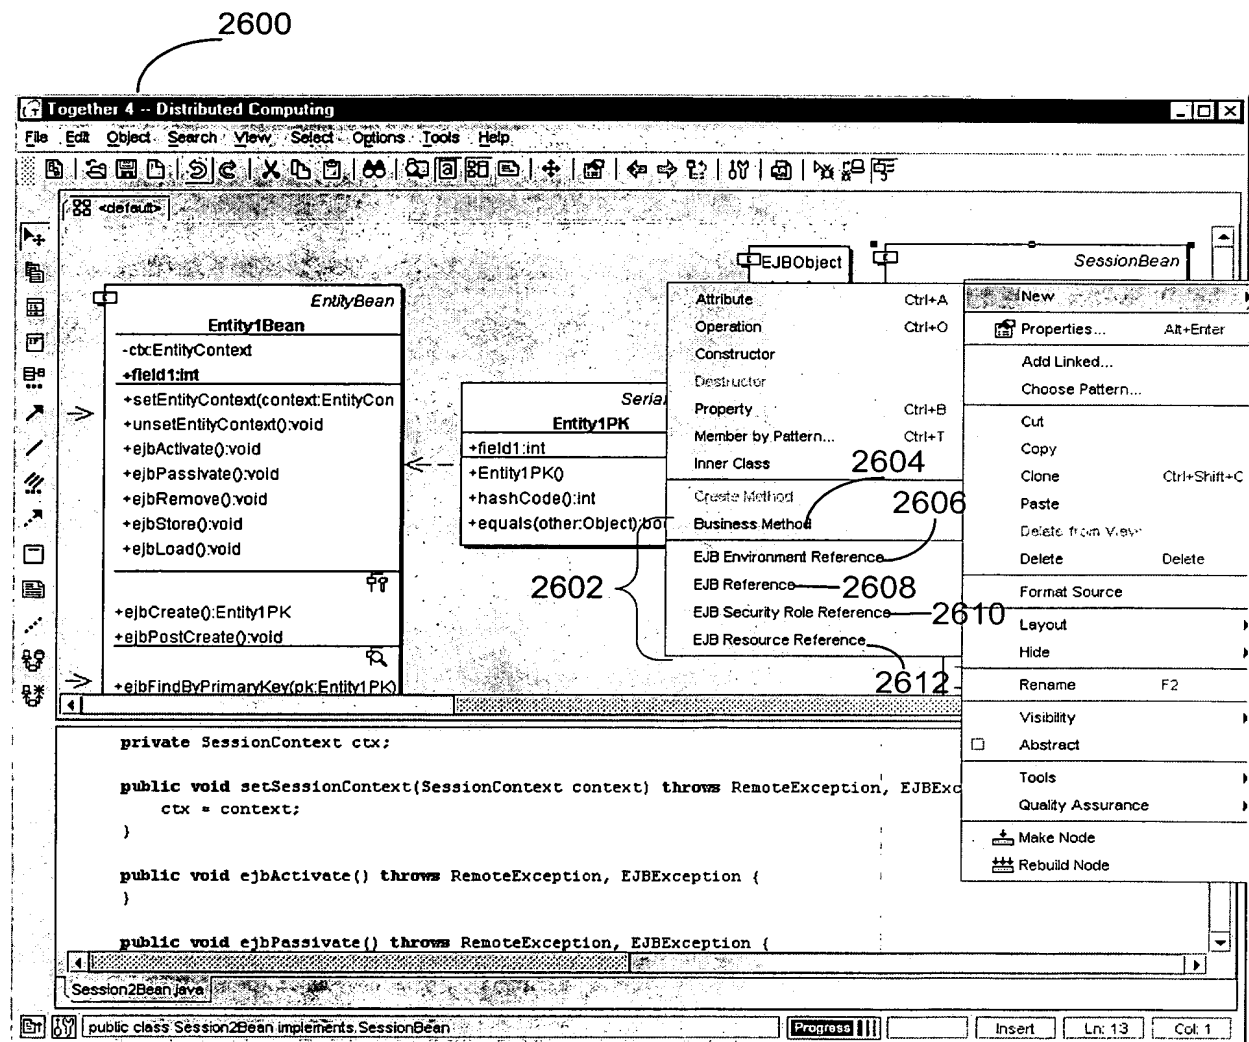 2600
Together 4 -- Distributed Computing
File Edit Object Search View Select Options Tools Help
<default>
EJBObject
SessionBean
EntityBean
Entity1Bean
-ctx:EntityContext
+field1:int
+setEntityContext(context:EntityCon
+unsetEntityContext():void
+ejbActivate():void
+ejbPassivate():void
+ejbRemove():void
+ejbStore():void
+ejbLoad():void
+ejbCreate():Entity1PK
+ejbPostCreate():void
+ejbFindByPrimaryKey(pk:Entity1PK)
Serial
Entity1PK
+field1:int
+Entity1PK()
+hashCode():int
+equals(other:Object):boo
Attribute Ctrl+A
Operation Ctrl+O
Constructor
Destructor
Property Ctrl+B
Member by Pattern... Ctrl+T
Inner Class
Create Method
Business Method
EJB Environment Reference
EJB Reference
EJB Security Role Reference
EJB Resource Reference
2602
2604
2606
2608
2610
2612
New
Properties... Alt+Enter
Add Linked...
Choose Pattern...
Cut
Copy
Clone Ctrl+Shift+C
Paste
Delete from View
Delete Delete
Format Source
Layout
Hide
Rename F2
Visibility
Abstract
Tools
Quality Assurance
Make Node
Rebuild Node
private SessionContext ctx;
public void setSessionContext(SessionContext context) throws RemoteException, EJBExc
ctx = context;
}
public void ejbActivate() throws RemoteException, EJBException {
}
public void ejbPassivate() throws RemoteException, EJBException {
Session2Bean.java
public class Session2Bean implements SessionBean
Progress
Insert
Ln: 13
Col: 1